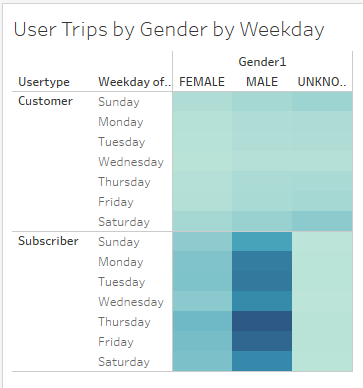 User Trips by Gender by Weekday
Gender1
Usertype Weekday of.. FEMALE MALE UNKNO..
Customer Sunday
Monday
Tuesday
Wednesday
Thursday
Friday
Saturday
Subscriber Sunday
Monday
Tuesday
Wednesday
Thursday
Friday
Saturday